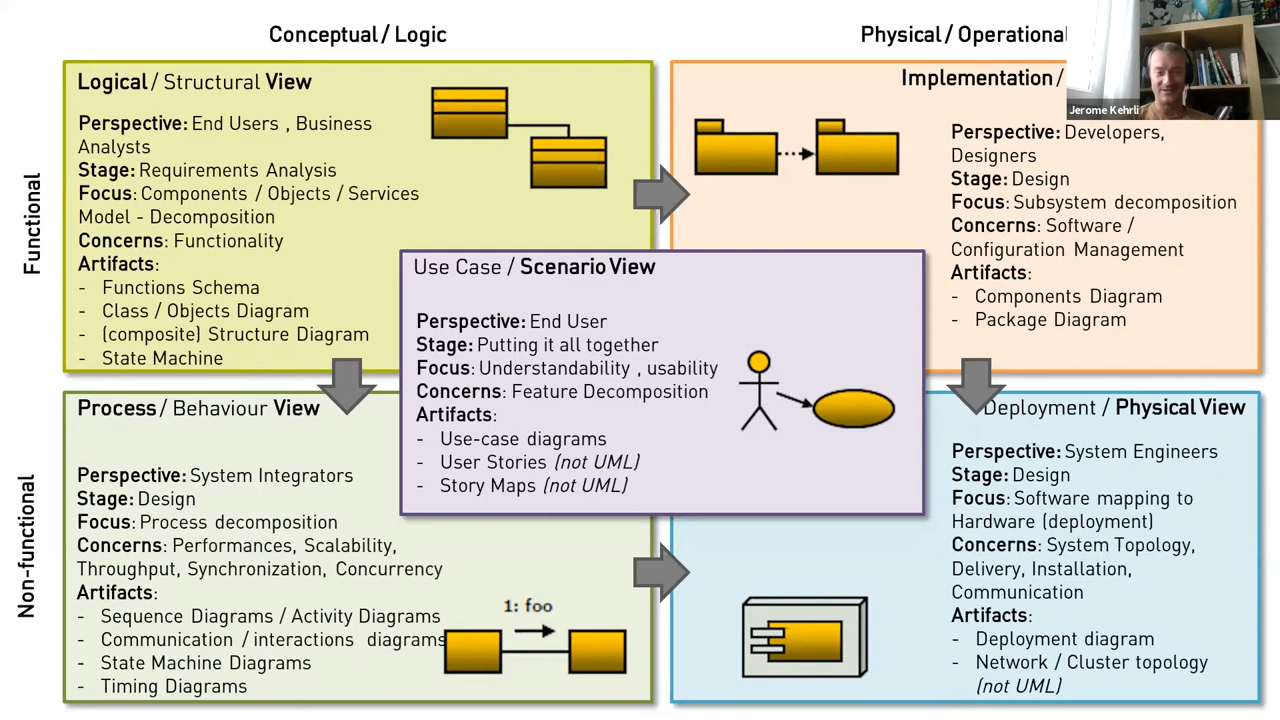 Conceptual / Logic
Physical / Operational
Jerome Kehrli
Functional
Non-functional
Logical / Structural View
Perspective: End Users , Business
Analysts
Stage: Requirements Analysis
Focus: Components / Objects / Services
Model - Decomposition
Concerns: Functionality
Artifacts:
- Functions Schema
- Class / Objects Diagram
- (composite) Structure Diagram
- State Machine
Implementation /
Perspective: Developers,
Designers
Stage: Design
Focus: Subsystem decomposition
Concerns: Software /
Configuration Management
Artifacts:
- Components Diagram
- Package Diagram
Use Case / Scenario View
Perspective: End User
Stage: Putting it all together
Focus: Understandability , usability
Concerns: Feature Decomposition
Artifacts:
- Use-case diagrams
- User Stories (not UML)
- Story Maps (not UML)
Process / Behaviour View
Perspective: System Integrators
Stage: Design
Focus: Process decomposition
Concerns: Performances, Scalability,
Throughput, Synchronization, Concurrency
Artifacts:
- Sequence Diagrams / Activity Diagrams
- Communication / interactions diagrams
- State Machine Diagrams
- Timing Diagrams
1: foo
Deployment / Physical View
Perspective: System Engineers
Stage: Design
Focus: Software mapping to
Hardware (deployment)
Concerns: System Topology,
Delivery, Installation,
Communication
Artifacts:
- Deployment diagram
- Network / Cluster topology
(not UML)